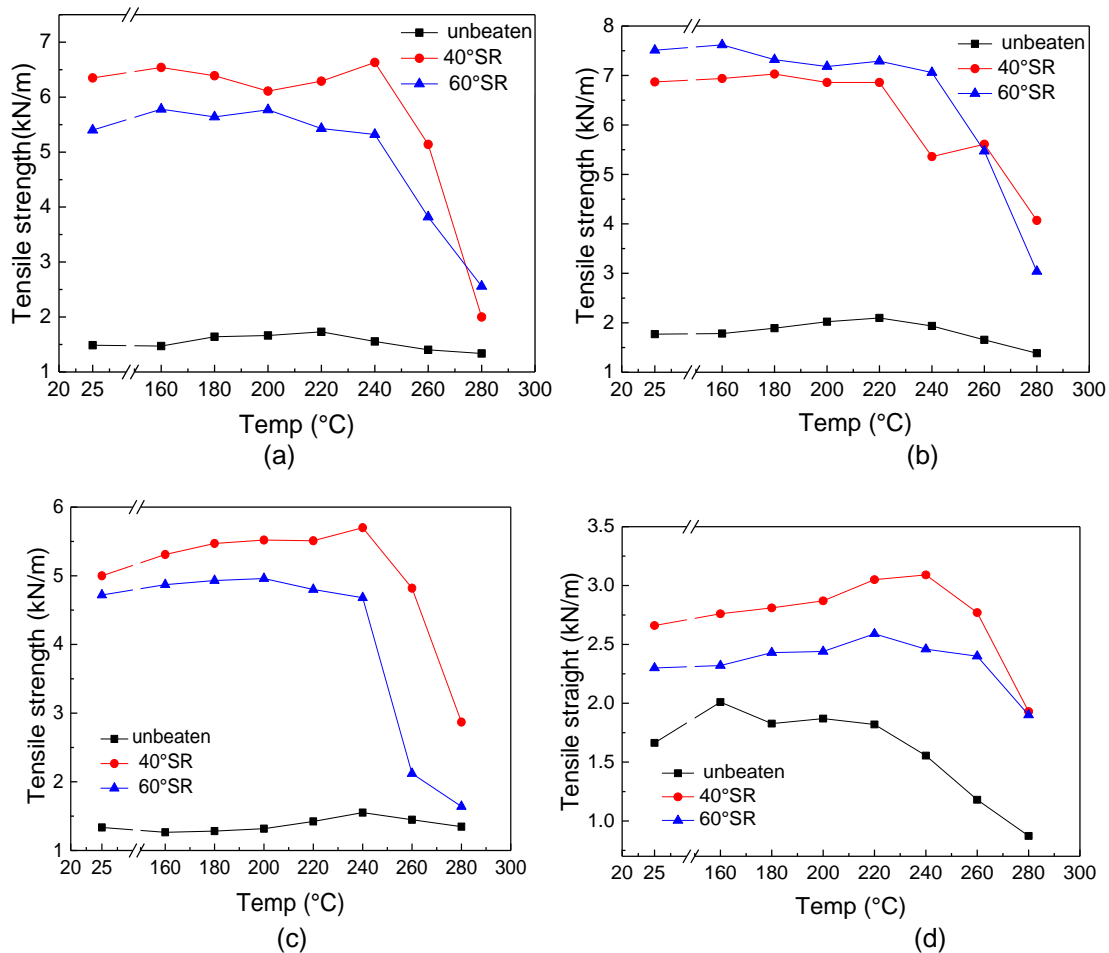 7
6
5
4
3
2
1
Tensile strength(kN/m)
unbeaten
40°SR
60°SR
20 25 160 180 200 220 240 260 280 300
Temp (°C)
(a)
8
7
6
5
4
3
2
1
Tensile strength (kN/m)
unbeaten
40°SR
60°SR
20 25 160 180 200 220 240 260 280 300
Temp (°C)
(b)
6
5
4
3
2
1
Tensile strength (kN/m)
unbeaten
40°SR
60°SR
20 25 160 180 200 220 240 260 280 300
Temp (°C)
(c)
3.5
3.0
2.5
2.0
1.5
1.0
Tensile straight (kN/m)
unbeaten
40°SR
60°SR
20 25 160 180 200 220 240 260 280 300
Temp (°C)
(d)